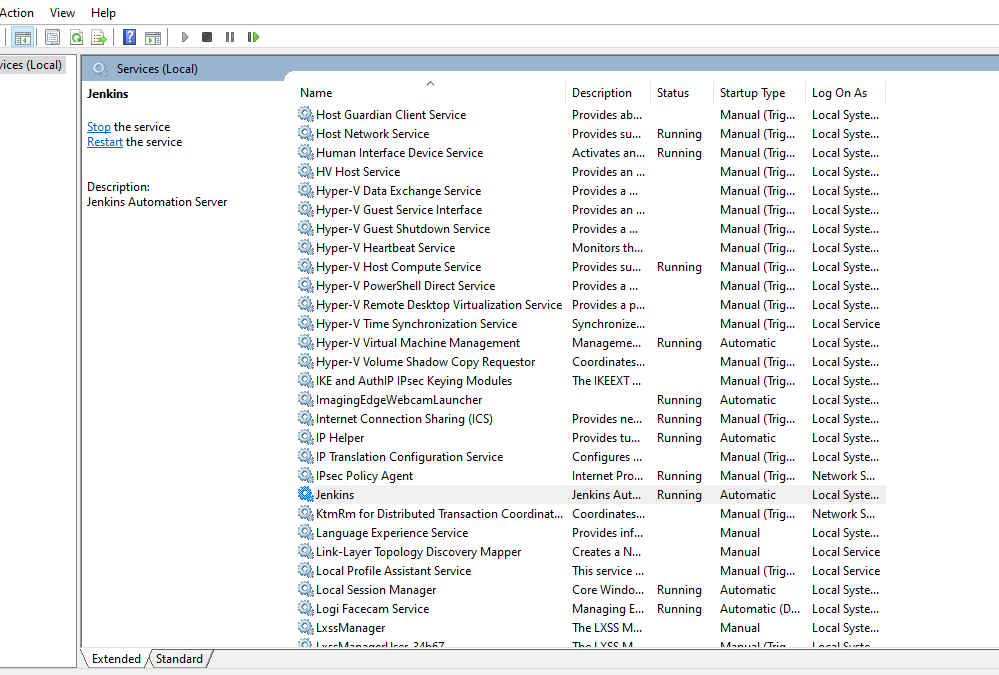 Action View Help
vices (Local)
Services (Local)
Jenkins
Stop the service
Restart the service
Description:
Jenkins Automation Server
Name Description Status Startup Type Log On As
Host Guardian Client Service Provides ab... Manual (Trig... Local Syste...
Host Network Service Provides su... Running Manual (Trig... Local Syste...
Human Interface Device Service Activates an... Running Manual (Trig... Local Syste...
HV Host Service Provides an ... Manual (Trig... Local Syste...
Hyper-V Data Exchange Service Provides a ... Manual (Trig... Local Syste...
Hyper-V Guest Service Interface Provides an ... Manual (Trig... Local Syste...
Hyper-V Guest Shutdown Service Provides a ... Manual (Trig... Local Syste...
Hyper-V Heartbeat Service Monitors th... Manual (Trig... Local Syste...
Hyper-V Host Compute Service Provides su... Running Manual (Trig... Local Syste...
Hyper-V PowerShell Direct Service Provides a ... Manual (Trig... Local Syste...
Hyper-V Remote Desktop Virtualization Service Provides a p... Manual (Trig... Local Syste...
Hyper-V Time Synchronization Service Synchronize... Manual (Trig... Local Service
Hyper-V Virtual Machine Management Manageme... Running Automatic Local Syste...
Hyper-V Volume Shadow Copy Requestor Coordinates... Manual (Trig... Local Syste...
IKE and AuthIP IPsec Keying Modules The IKEEXT ... Manual (Trig... Local Syste...
ImagingEdgeWebcamLauncher Running Automatic Local Syste...
Internet Connection Sharing (ICS) Provides ne... Running Manual (Trig... Local Syste...
IP Helper Provides tu... Running Automatic Local Syste...
IP Translation Configuration Service Configures ... Manual (Trig... Local Syste...
IPsec Policy Agent Internet Pro... Running Manual (Trig... Network S...
Jenkins Jenkins Aut... Running Automatic Local Syste...
KtmRm for Distributed Transaction Coordinat... Coordinates... Manual (Trig... Network S...
Language Experience Service Provides inf... Manual Local Syste...
Link-Layer Topology Discovery Mapper Creates a N... Manual Local Service
Local Profile Assistant Service This service ... Manual (Trig... Local Service
Local Session Manager Core Windo... Running Automatic Local Syste...
Logi Facecam Service Managing E... Running Automatic (D... Local Syste...
LxssManager The LXSS M... Manual Local Syste...
LxssManagerUser_34b67 The LXSS M... Manual (Trig... Local Syste...
Extended Standard